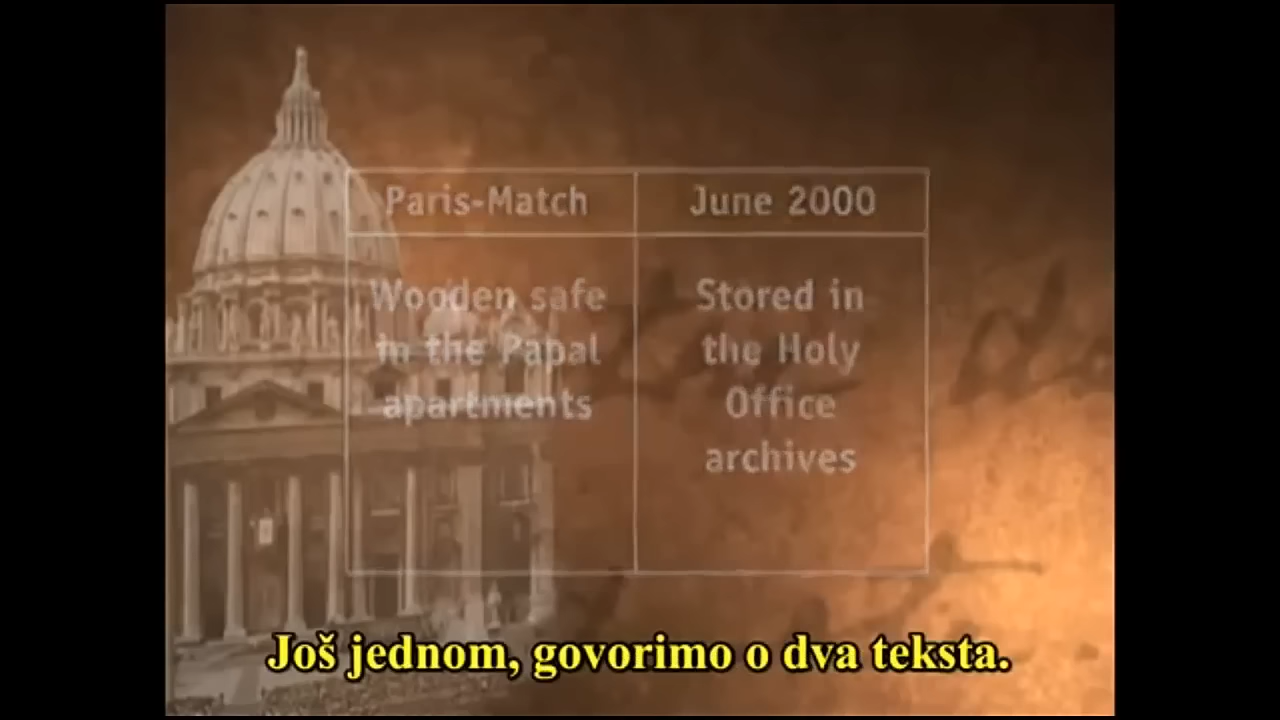 Paris-Match
June 2000
Wooden safe
in the Papal
apartments
Stored in
the Holy
Office
archives
Još jednom, govorimo o dva teksta.